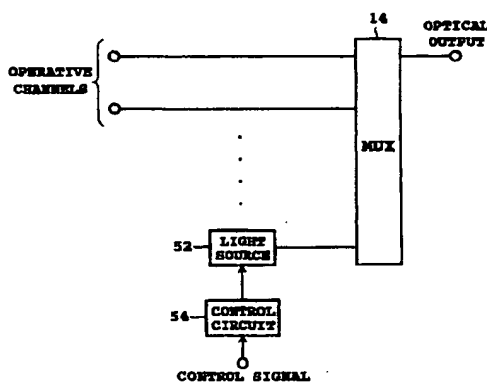 14
OPTICAL
OUTPUT
OPERATIVE
CHANNELS
MUX
52
LIGHT
SOURCE
54
CONTROL
CIRCUIT
CONTROL SIGNAL